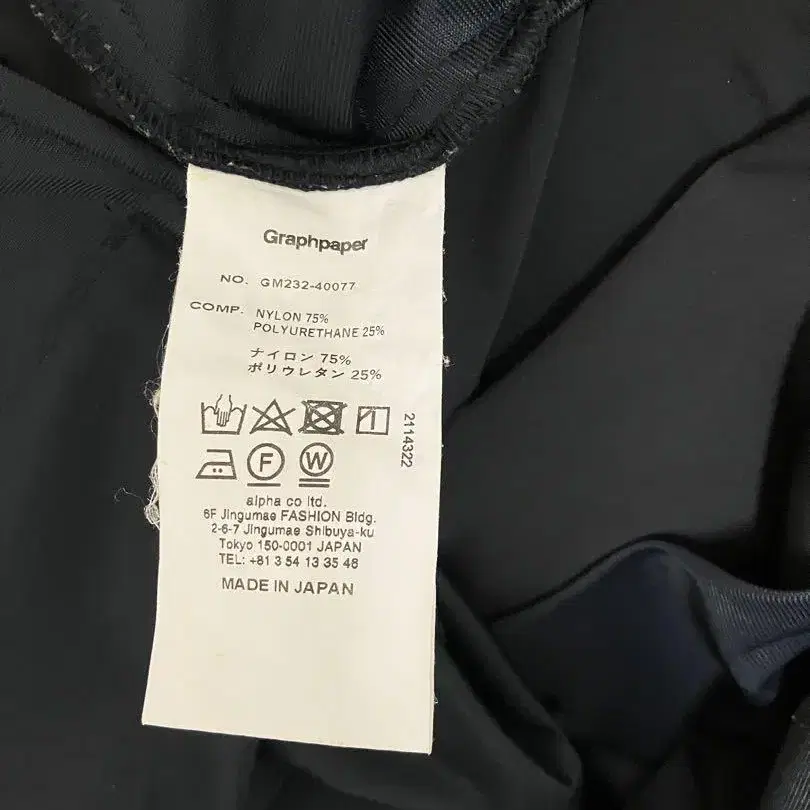 Graphpaper
NO. GM232-40077
COMP. NYLON 75%
POLYURETHANE 25%
ナイロン 75%
ポリウレタン 25%
2114322
F W
alpha co ltd.
6F Jingumae FASHION Bldg.
2-6-7 Jingumae Shibuya-ku
Tokyo 150-0001 JAPAN
TEL: +81 3 54 13 35 48
MADE IN JAPAN